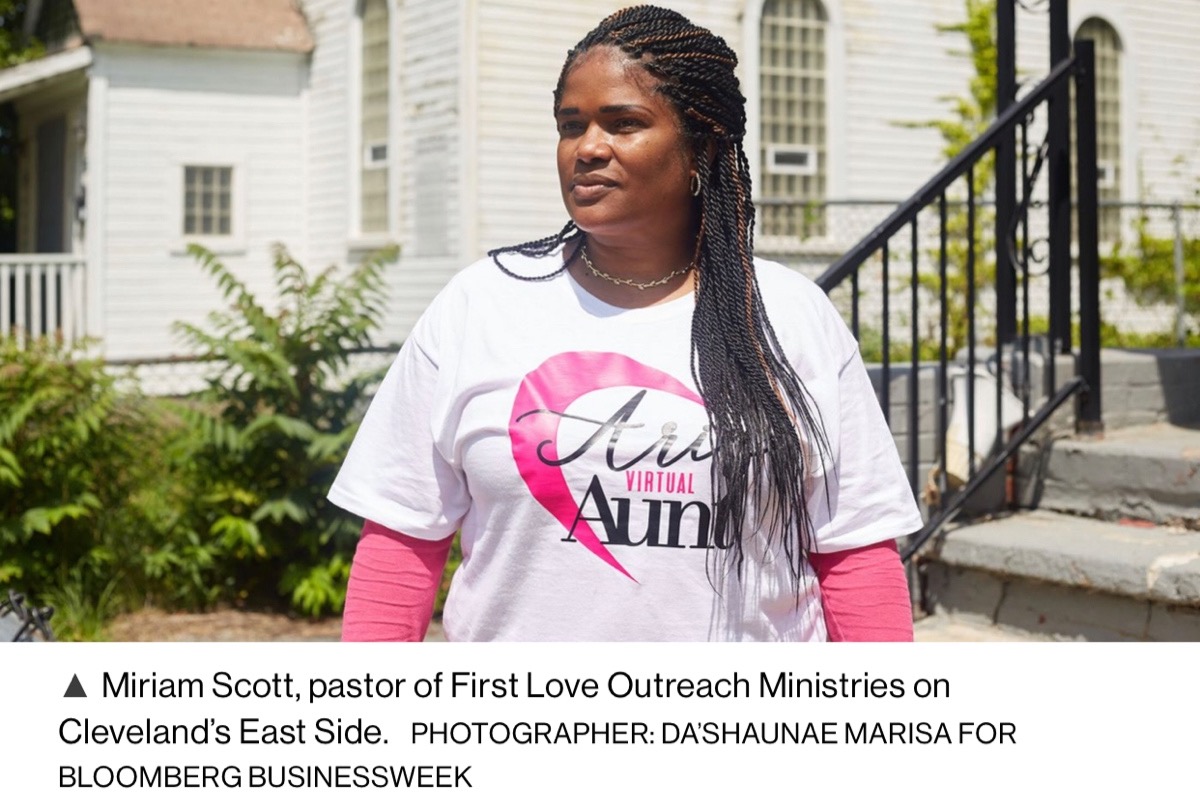 Ari
VIRTUAL
Aunt
▲ Miriam Scott, pastor of First Love Outreach Ministries on
Cleveland’s East Side. PHOTOGRAPHER: DA’SHAUNAE MARISA FOR
BLOOMBERG BUSINESSWEEK